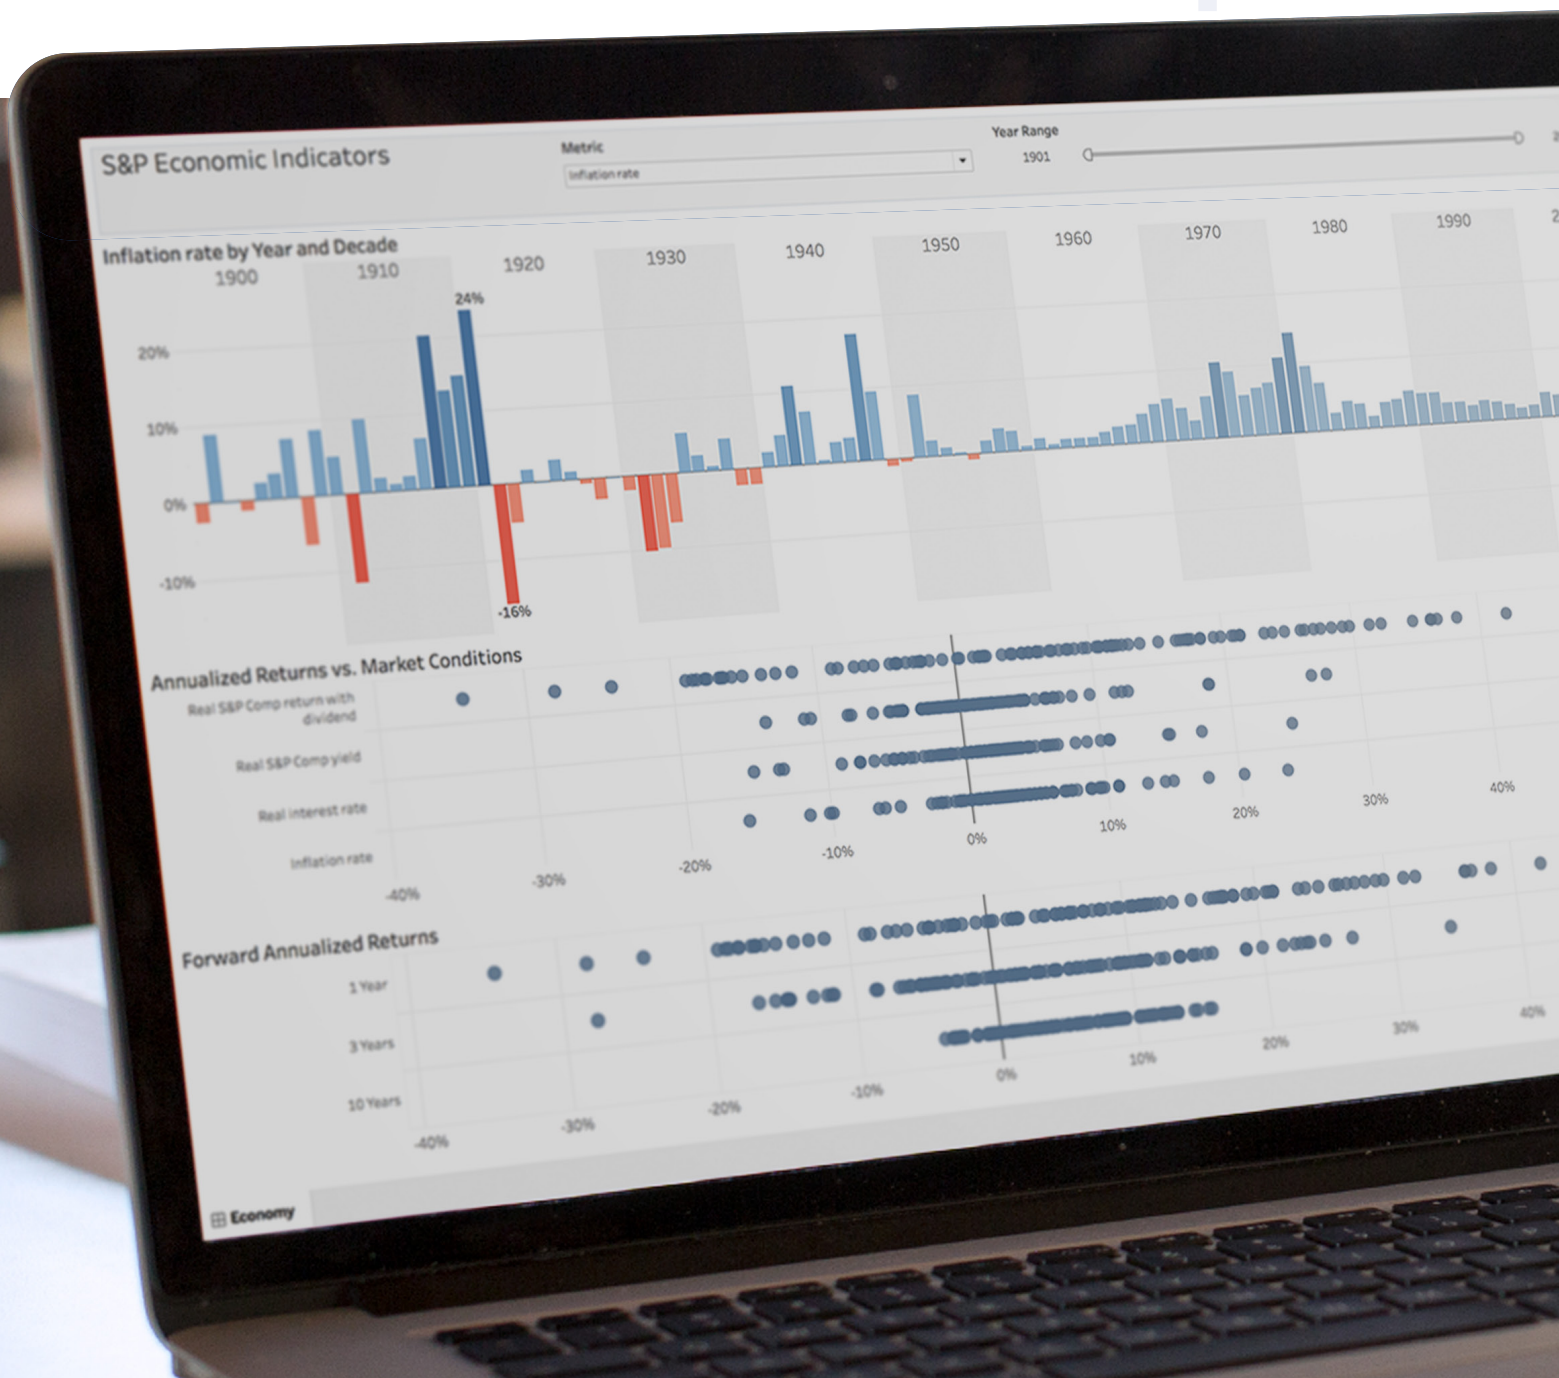 S&P Economic Indicators
Metric
Inflation rate
Year Range
1901
Inflation rate by Year and Decade
1900 1910 1920 1930 1940 1950 1960 1970 1980 1990
24%
20%
10%
0%
-10%
-16%
Annualized Returns vs. Market Conditions
Real S&P Comp return with
dividend
Real S&P Comp yield
Real interest rate
Inflation rate
-40% -30% -20% -10% 0% 10% 20% 30% 40%
Forward Annualized Returns
1 Year
3 Years
10 Years
-40% -30% -20% -10% 0% 10% 20% 30% 40%
Economy